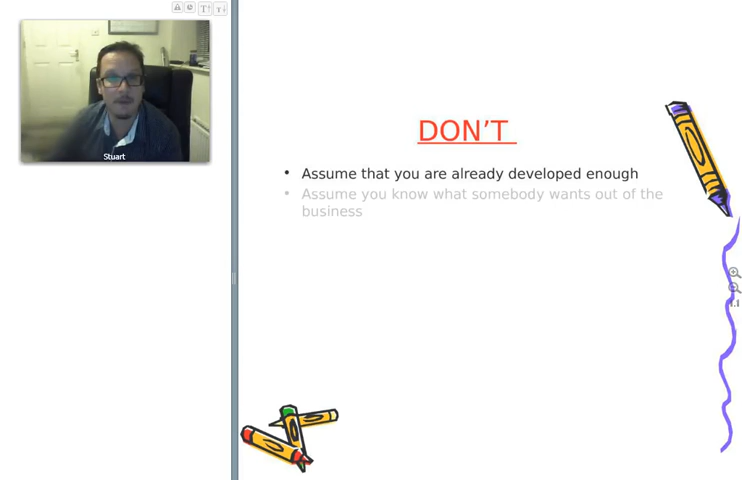 Stuart
DON’T
• Assume that you are already developed enough
• Assume you know what somebody wants out of the
business